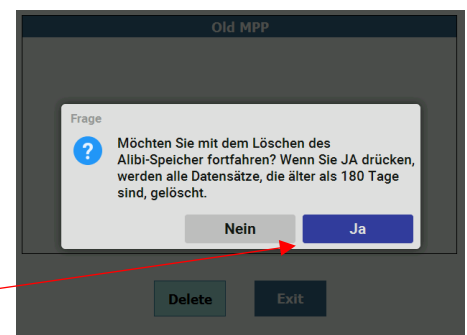 Old MPP
Frage
Möchten Sie mit dem Löschen des
Alibi-Speicher fortfahren? Wenn Sie JA drücken,
werden alle Datensätze, die älter als 180 Tage
sind, gelöscht.
Nein Ja
Delete Exit